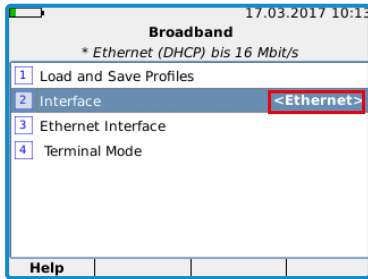 17.03.2017 10:13
Broadband
* Ethernet (DHCP) bis 16 Mbit/s
1 Load and Save Profiles
2 Interface <Ethernet>
3 Ethernet Interface
4 Terminal Mode
Help